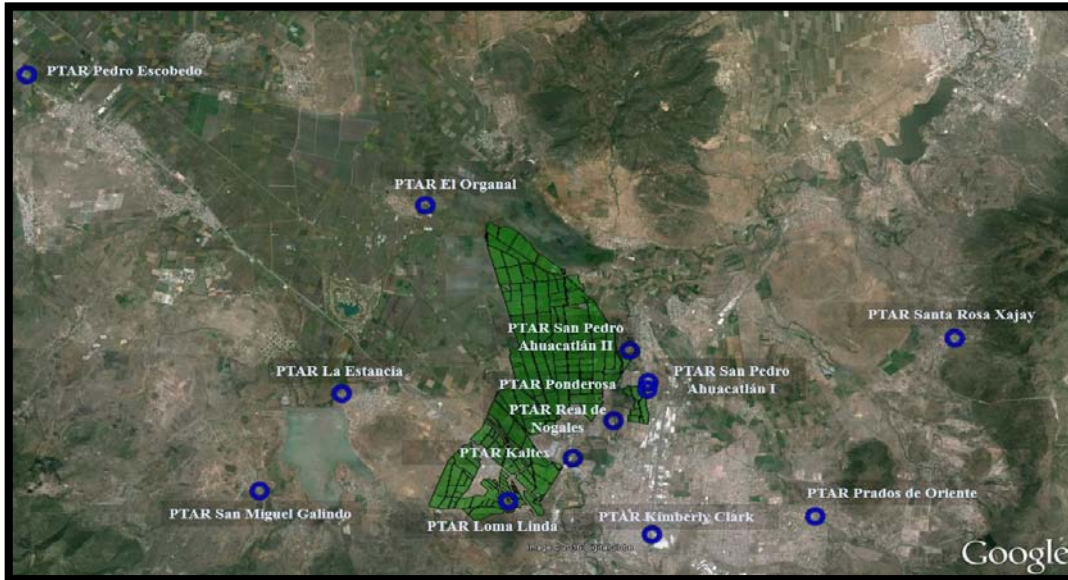 PTAR Pedro Escobedo
PTAR El Organal
PTAR Santa Rosa Xajay
PTAR San Pedro
Ahuacatlán II
PTAR La Estancia
PTAR Ponderosa
PTAR San Pedro
Ahuacatlán I
PTAR Real de
Nogales
PTAR Kaltex
PTAR San Miguel Galindo
PTAR Loma Linda
PTAR Kimberly Clark
PTAR Prados de Oriente
Image ©
Google